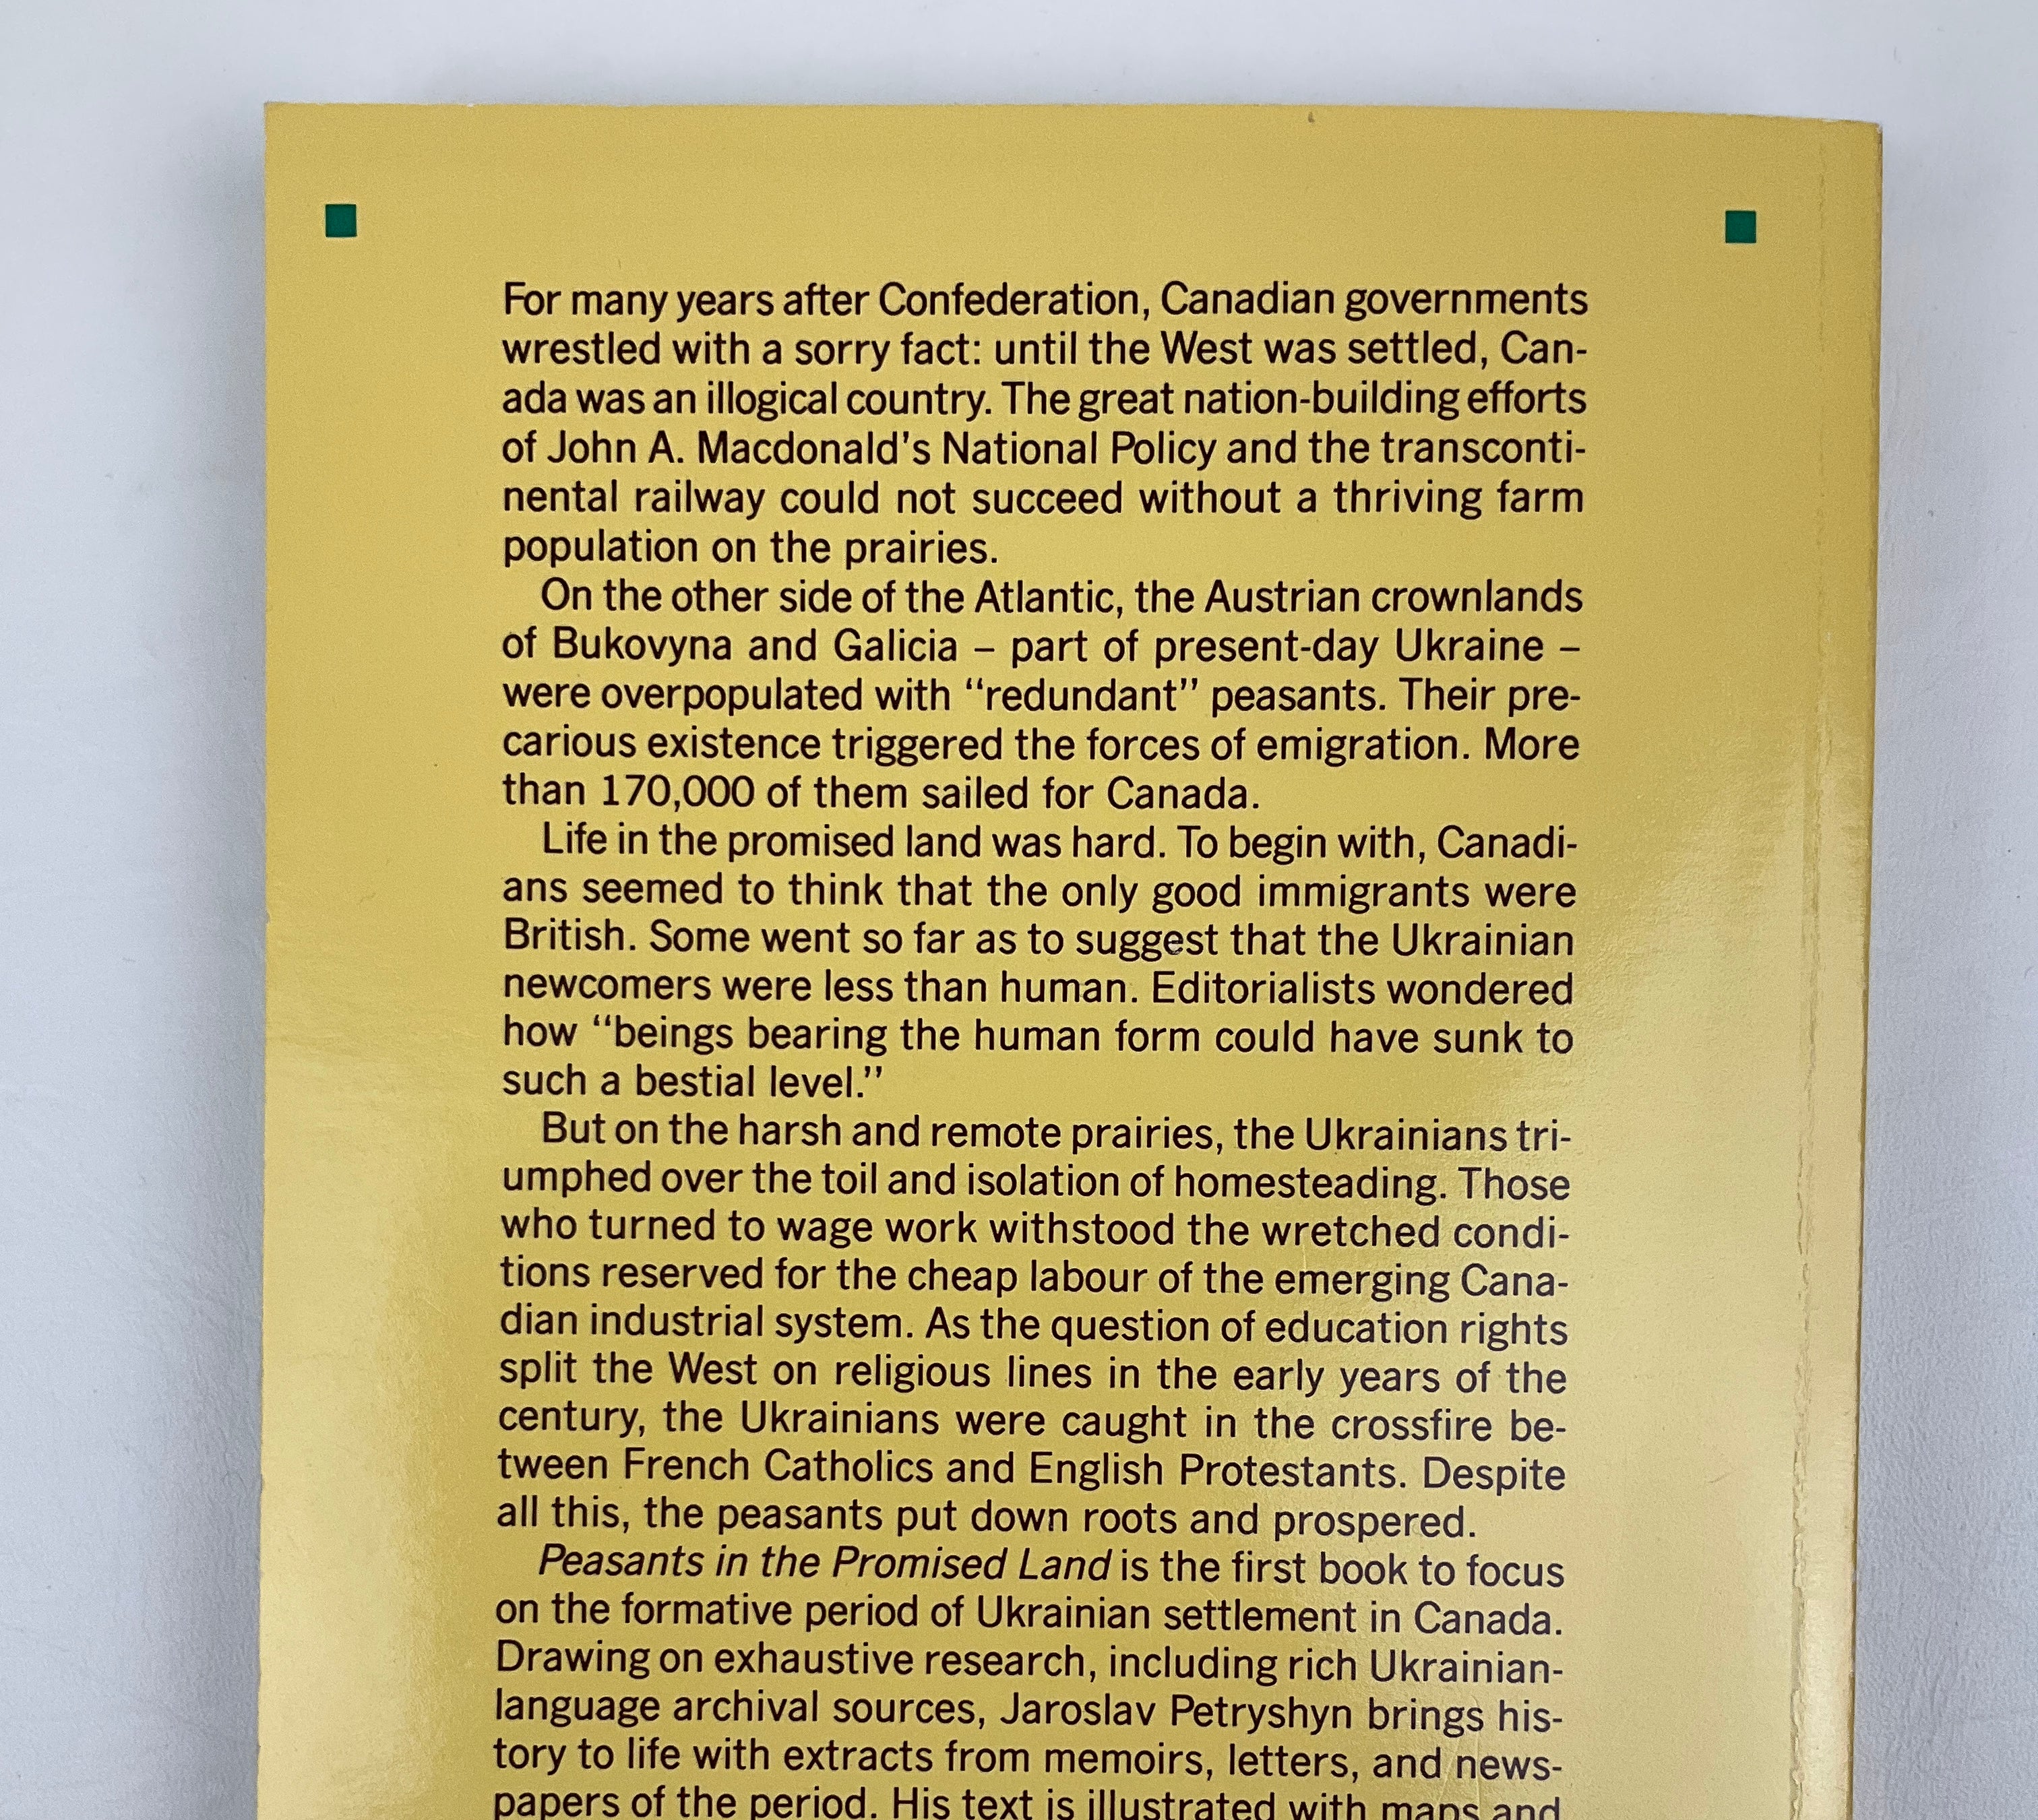 For many years after Confederation, Canadian governments
wrestled with a sorry fact: until the West was settled, Can-
ada was an illogical country. The great nation-building efforts
of John A. Macdonald's National Policy and the transconti-
nental railway could not succeed without a thriving farm
population on the prairies.
On the other side of the Atlantic, the Austrian crownlands
of Bukovyna and Galicia – part of present-day Ukraine –
were overpopulated with “redundant” peasants. Their pre-
carious existence triggered the forces of emigration. More
than 170,000 of them sailed for Canada.
Life in the promised land was hard. To begin with, Canadi-
ans seemed to think that the only good immigrants were
British. Some went so far as to suggest that the Ukrainian
newcomers were less than human. Editorialists wondered
how “beings bearing the human form could have sunk to
such a bestial level.”
But on the harsh and remote prairies, the Ukrainians tri-
umphed over the toil and isolation of homesteading. Those
who turned to wage work withstood the wretched condi-
tions reserved for the cheap labour of the emerging Cana-
dian industrial system. As the question of education rights
split the West on religious lines in the early years of the
century, the Ukrainians were caught in the crossfire be-
tween French Catholics and English Protestants. Despite
all this, the peasants put down roots and prospered.
Peasants in the Promised Land is the first book to focus
on the formative period of Ukrainian settlement in Canada.
Drawing on exhaustive research, including rich Ukrainian-
language archival sources, Jaroslav Petryshyn brings his-
tory to life with extracts from memoirs, letters, and news-
papers of the period. His text is illustrated with maps and